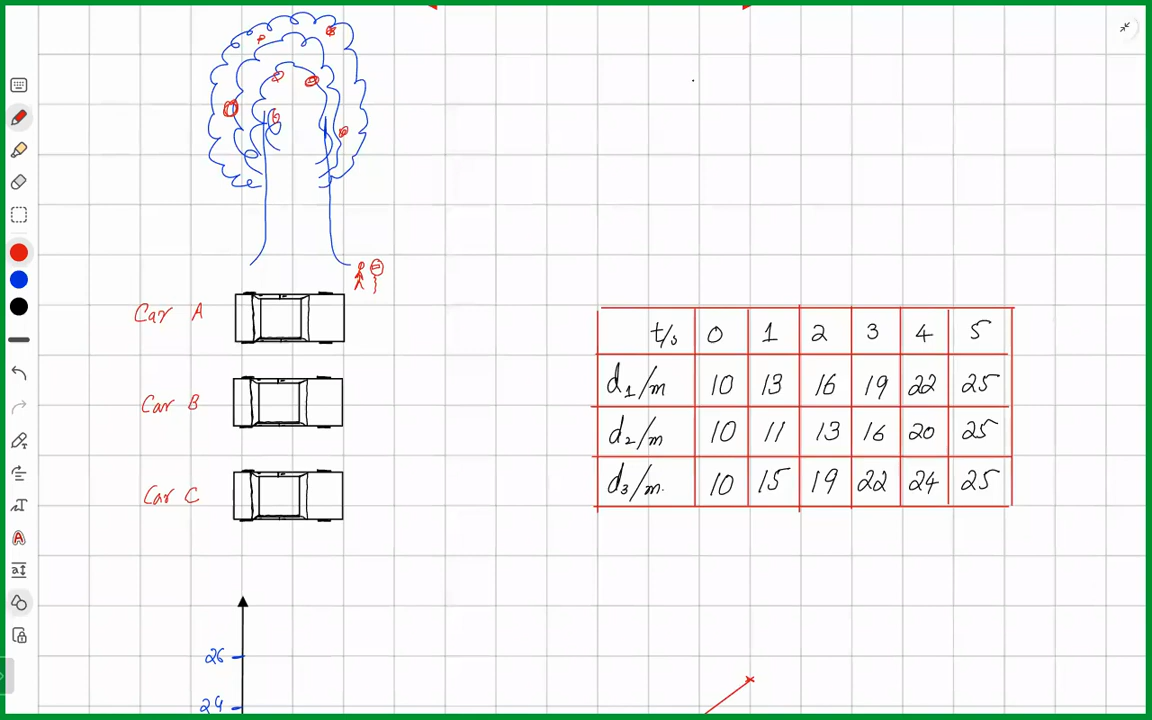 Car A
Car B
Car C
t/s 0 1 2 3 4 5
d₁/m 10 13 16 19 22 25
d₂/m 10 11 13 16 20 25
d₃/m. 10 15 19 22 24 25
26
24